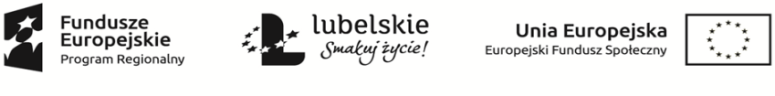 Fundusze
Europejskie
Program Regionalny
lubelskie
Smakuj życie!
Unia Europejska
Europejski Fundusz Społeczny